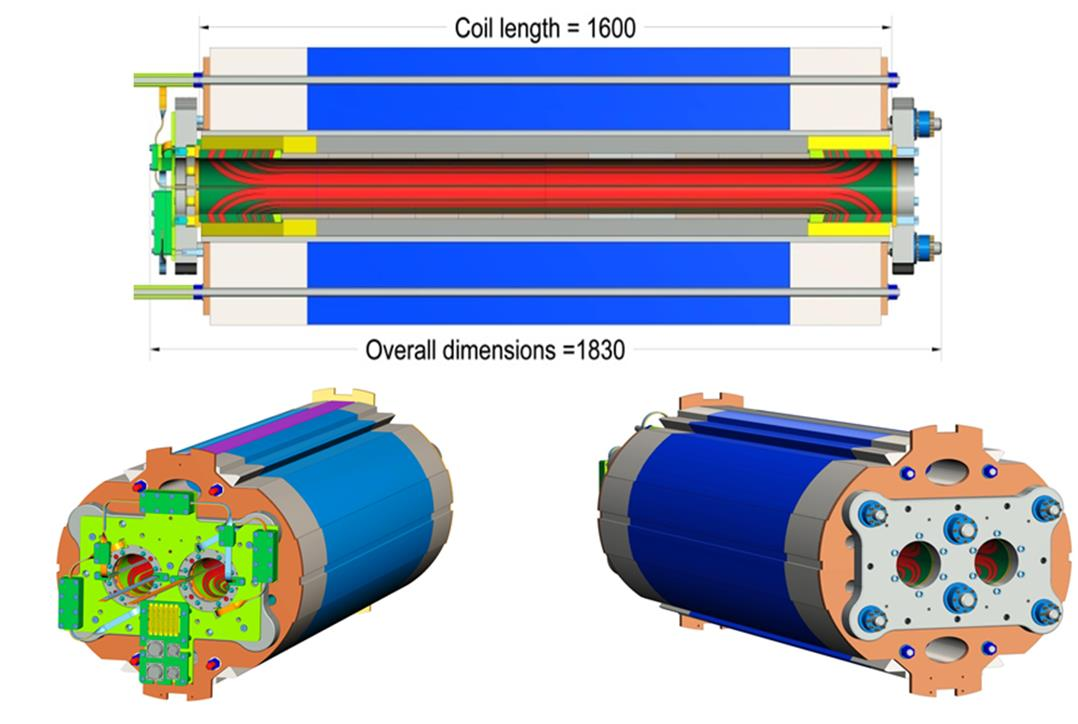 Coil length = 1600
Overall dimensions =1830